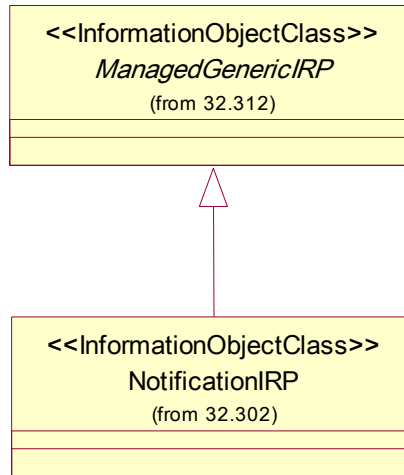 <<InformationObjectClass>>
ManagedGenericIRP
(from 32.312)
<<InformationObjectClass>>
NotificationIRP
(from 32.302)